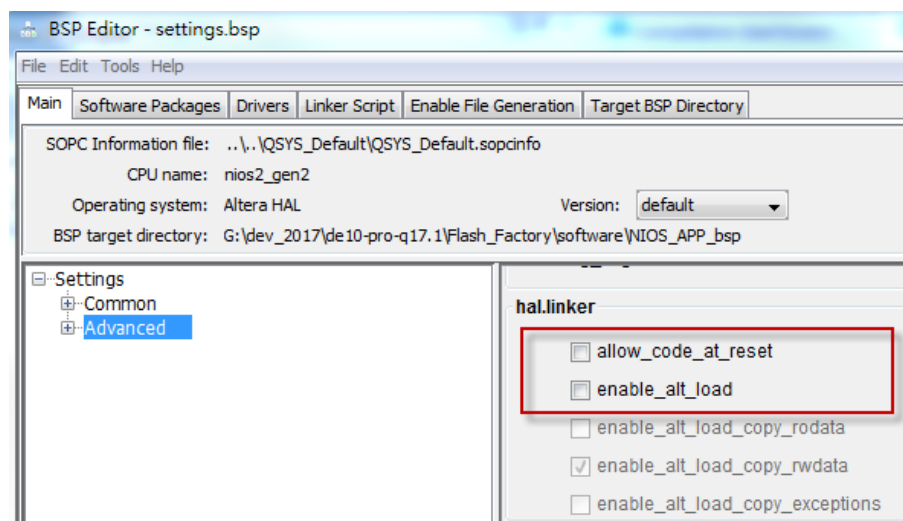 BSP Editor - settings.bsp
File Edit Tools Help
Main Software Packages Drivers Linker Script Enable File Generation Target BSP Directory
SOPC Information file: ..\..\QSYS_Default\QSYS_Default.sopcinfo
CPU name: nios2_gen2
Operating system: Altera HAL Version: default
BSP target directory: G:\dev_2017\de10-pro-q17.1\Flash_Factory\software\NIOS_APP_bsp
Settings
Common
Advanced
hal.linker
allow_code_at_reset
enable_alt_load
enable_alt_load_copy_rodata
enable_alt_load_copy_rwdata
enable_alt_load_copy_exceptions